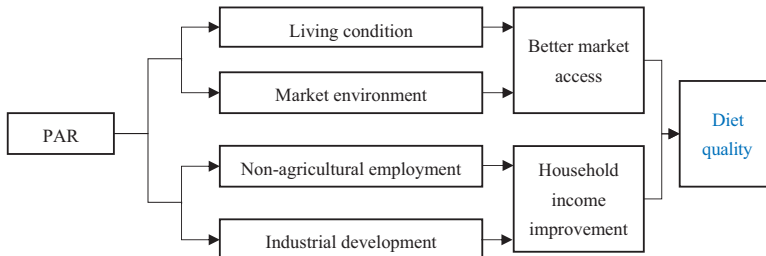 Living condition
Market environment
Better market
access
PAR
Diet
quality
Non-agricultural employment
Industrial development
Household
income
improvement